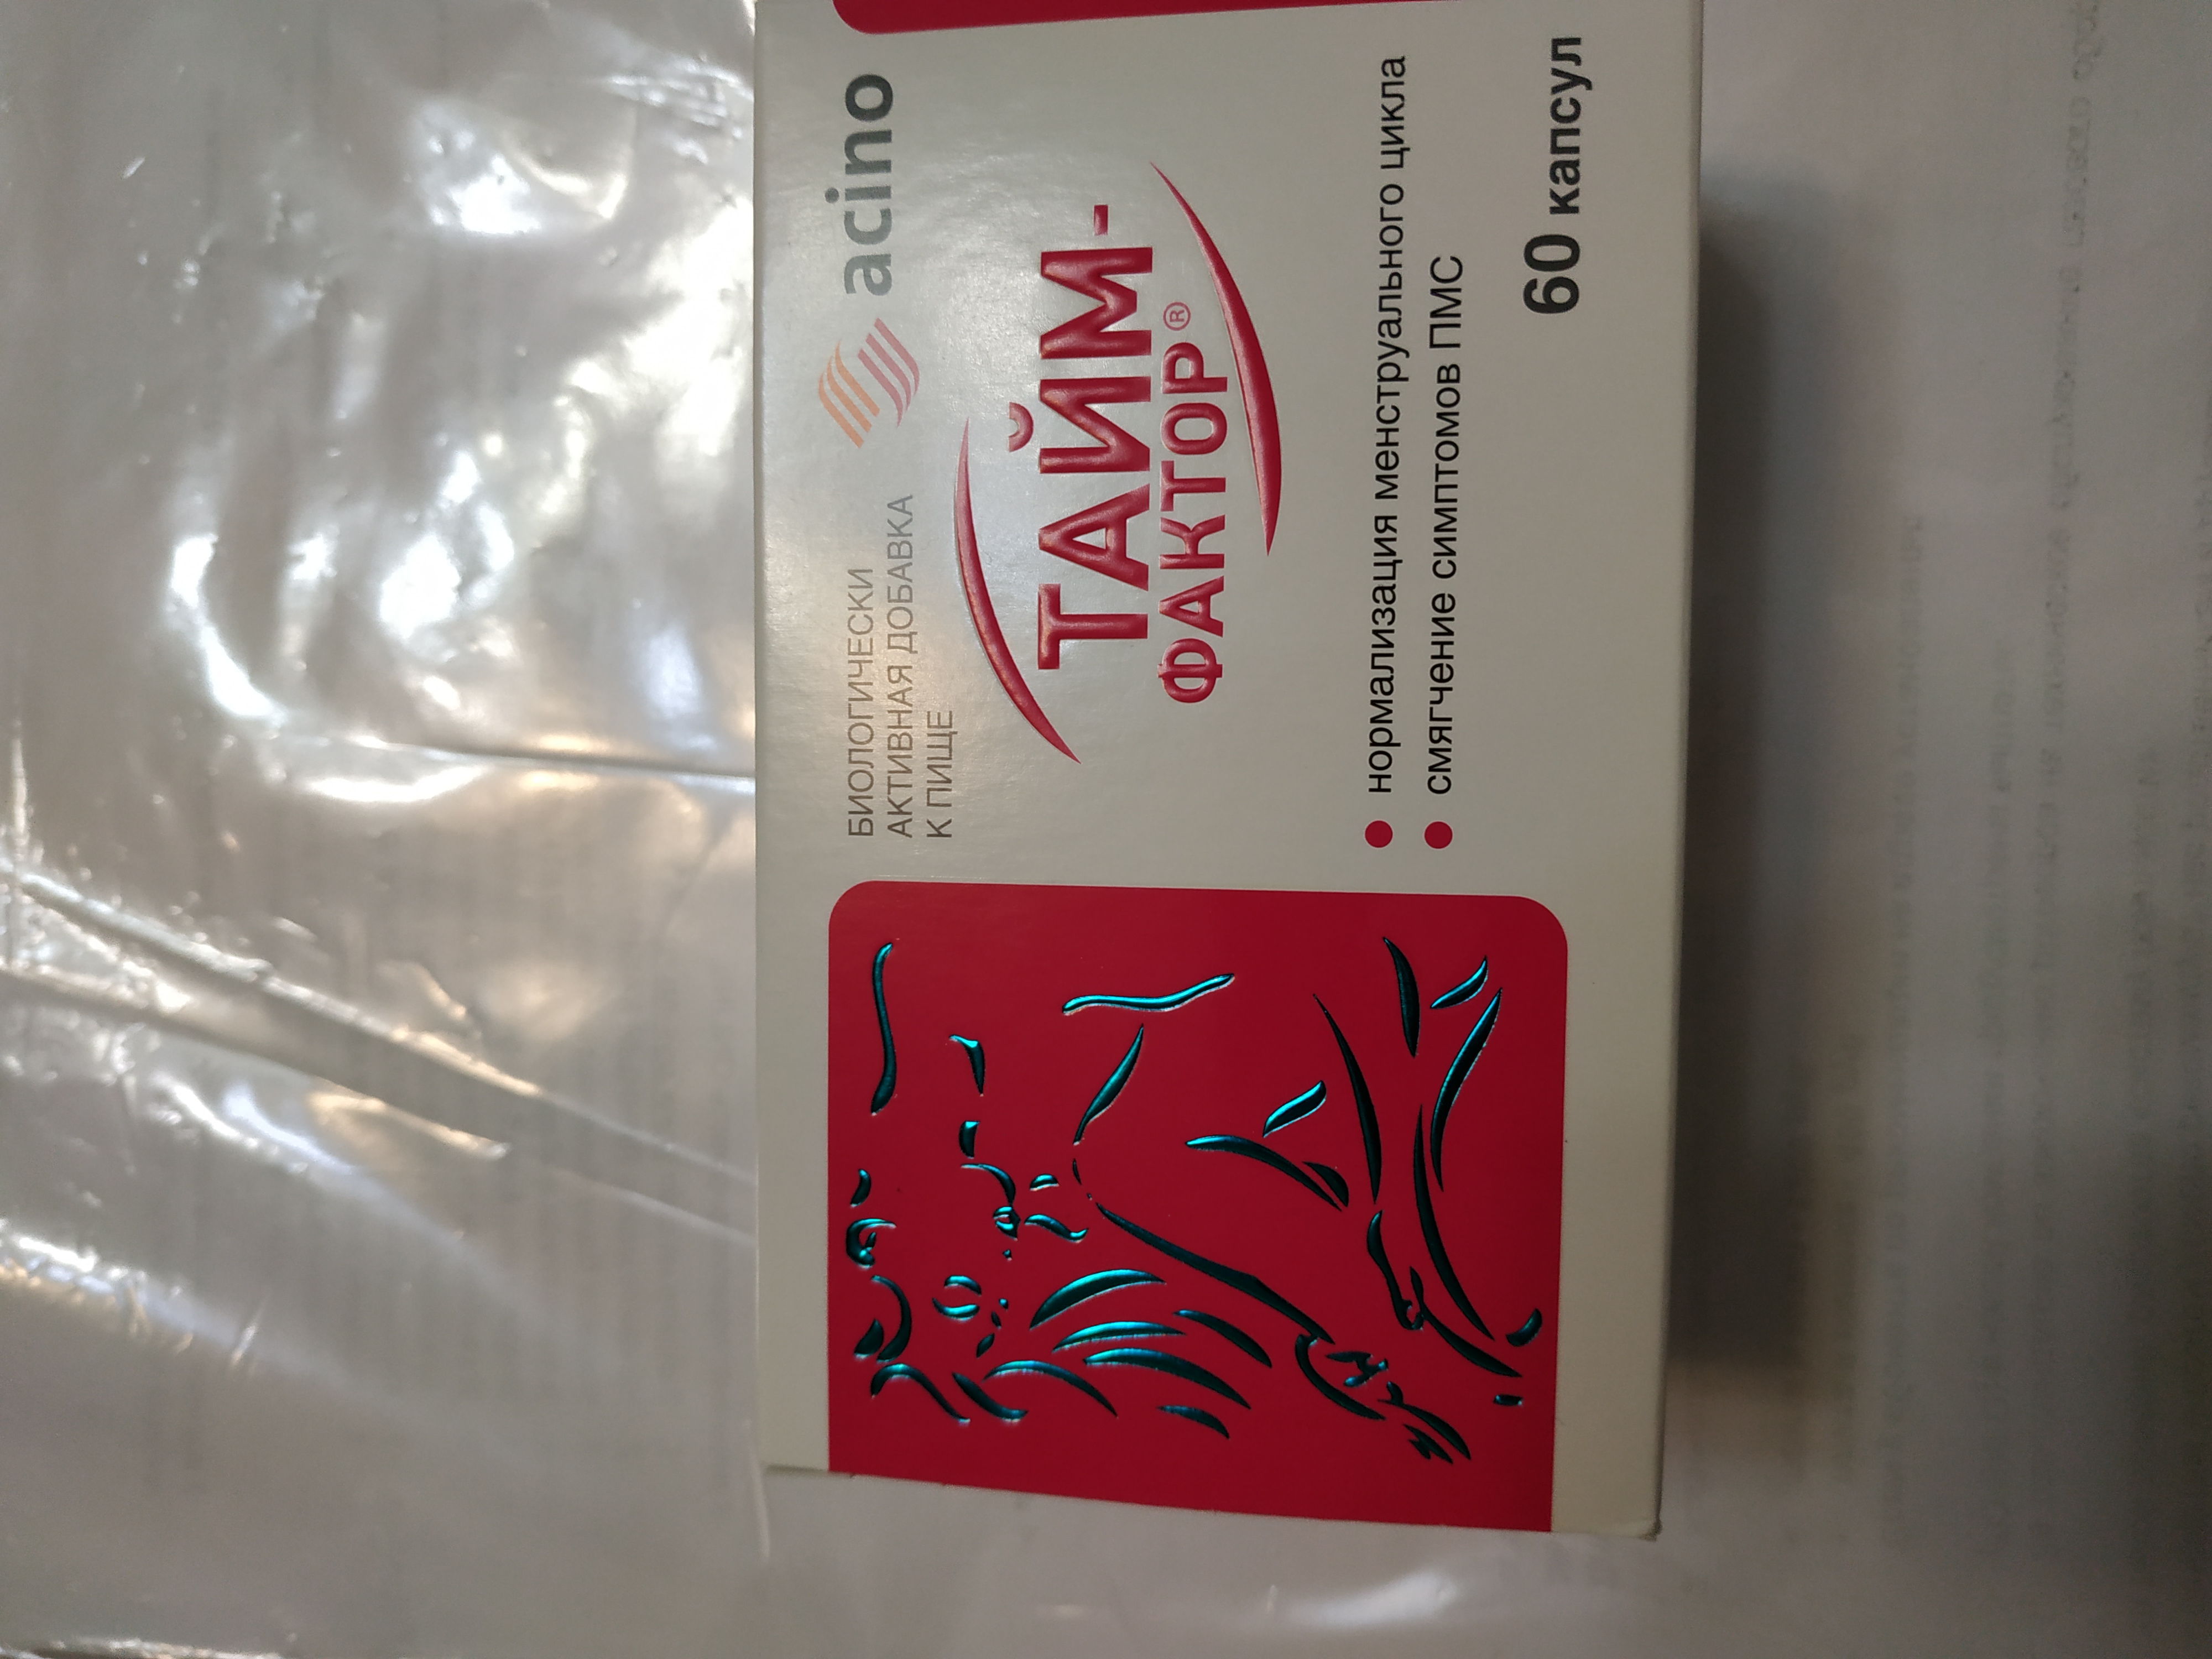 БИОЛОГИЧЕСКИ
АКТИВНАЯ ДОБАВКА
К ПИЩЕ
acino
ТАЙМ-
ФАКТОР®
нормализация менструального цикла
смягчение симптомов ПМС
60 капсул